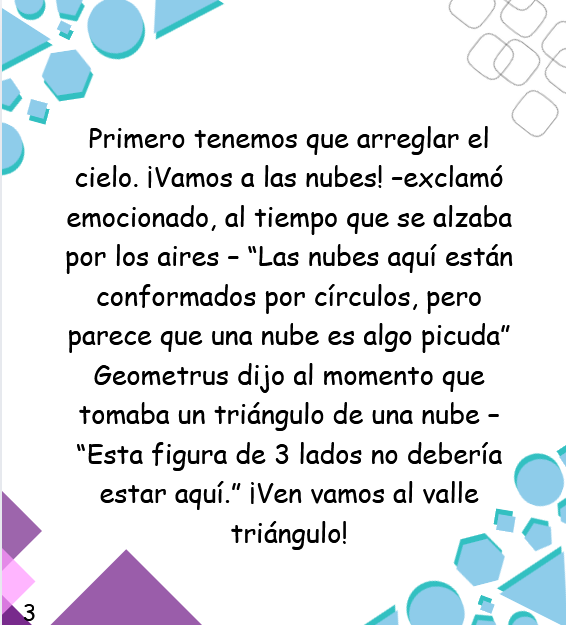 Primero tenemos que arreglar el
cielo. ¡Vamos a las nubes! –exclamó
emocionado, al tiempo que se alzaba
por los aires – “Las nubes aquí están
conformados por círculos, pero
parece que una nube es algo picuda”
Geometrus dijo al momento que
tomaba un triángulo de una nube –
“Esta figura de 3 lados no debería
estar aquí.” ¡Ven vamos al valle
triángulo!
3